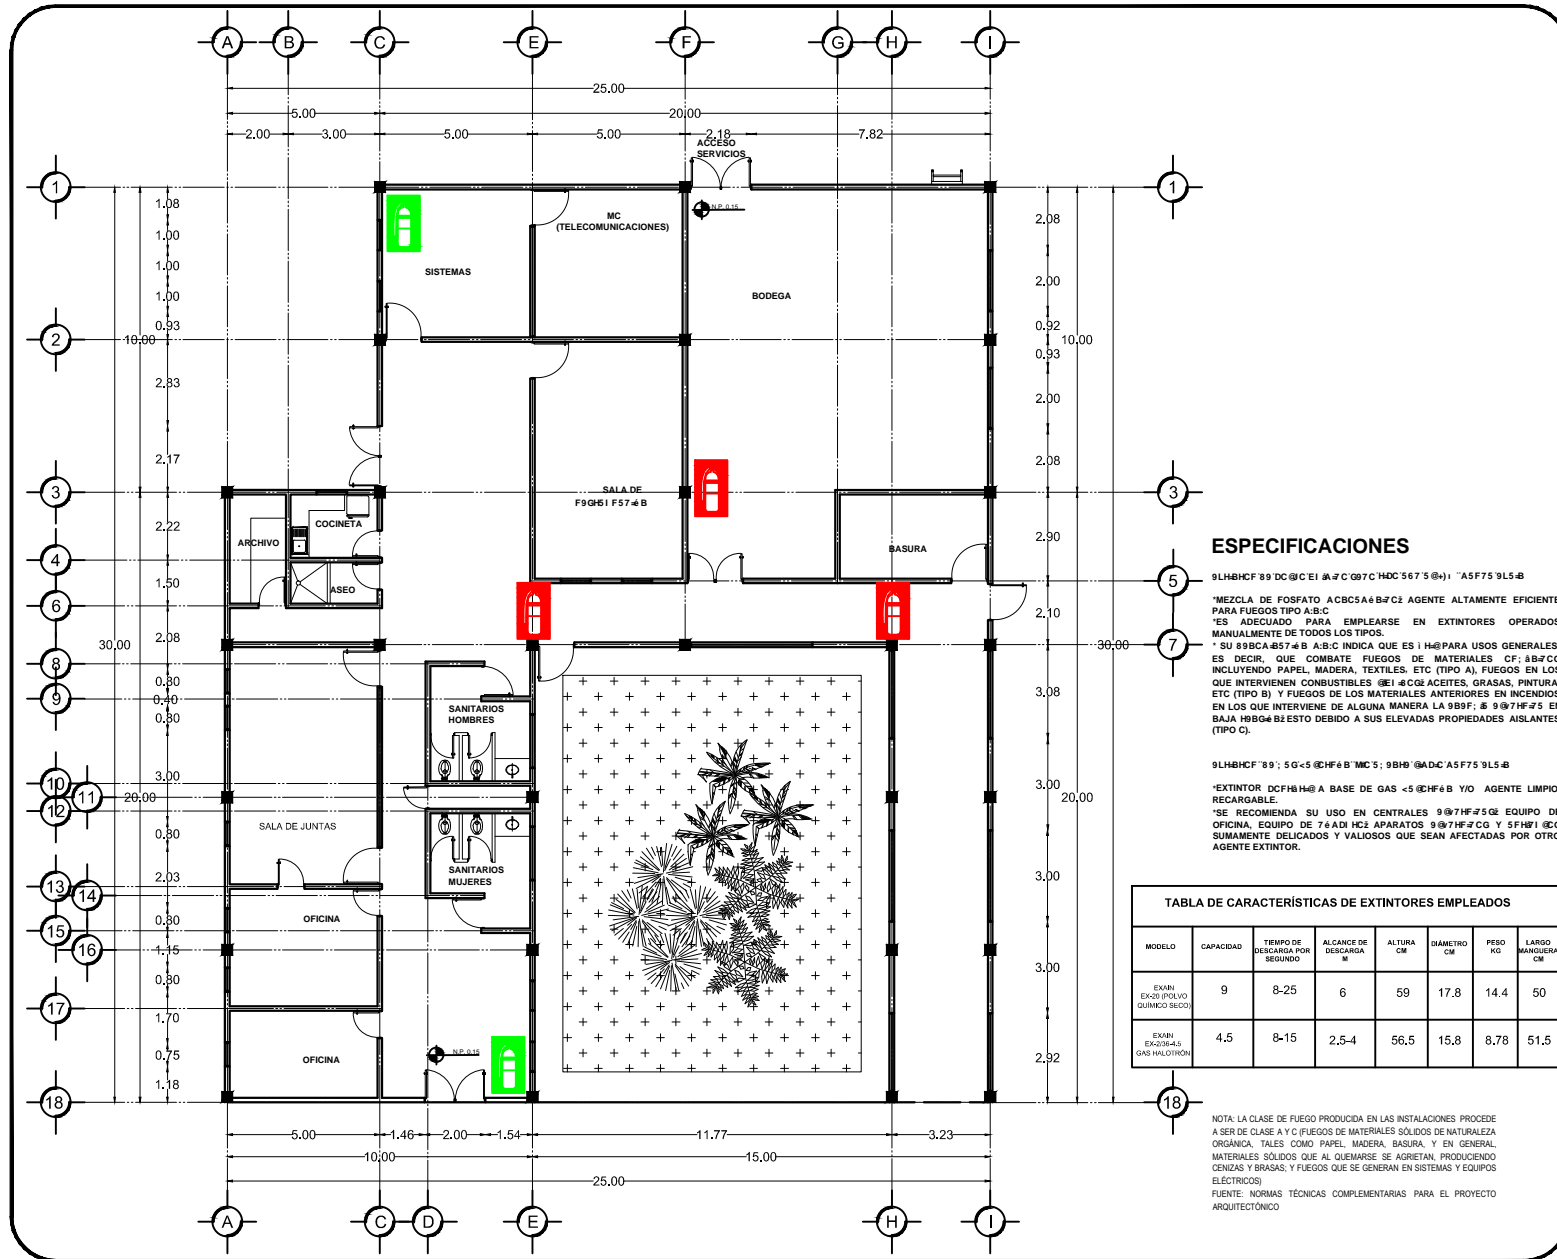 A B C E F G H I
25.00
5.00 20.00
2.00 3.00 5.00 5.00 2.18 7.82
ACCESO
SERVICIOS
1 1
N.P. 0.15
MC
(TELECOMUNICACIONES)
SISTEMAS
BODEGA
1.08
1.00
1.00
1.00
0.93
2 10.00
2.83
2.17
3
2.22
4
1.50
6
2.08
30.00
8
0.80
9 0.40
0.80
3.00
10
11
20.00
12
0.80
2.03
13
14
0.80
15
1.15
16
0.80
17
1.70
0.75
1.18
18
2.08
2.00
0.92
0.93
10.00
2.00
2.08
3
2.90
5
2.10
7
30.00
3.08
3.00
20.00
3.00
3.00
2.92
18
SALA DE
COCINETA
ARCHIVO
ASEO
BASURA
SANITARIOS
HOMBRES
SALA DE JUNTAS
SANITARIOS
MUJERES
OFICINA
OFICINA
N.P. 0.15
5.00 1.46 2.00 1.54 11.77 3.23
10.00 15.00
25.00
A C D E H I
ESPECIFICACIONES
*MEZCLA DE FOSFATO AGENTE ALTAMENTE EFICIENTE
PARA FUEGOS TIPO A:B:C
*ES ADECUADO PARA EMPLEARSE EN EXTINTORES OPERADOS
MANUALMENTE DE TODOS LOS TIPOS.
* SU A:B:C INDICA QUE ES PARA USOS GENERALES,
ES DECIR, QUE COMBATE FUEGOS DE MATERIALES
INCLUYENDO PAPEL, MADERA, TEXTILES, ETC (TIPO A), FUEGOS EN LOS
QUE INTERVIENEN COMBUSTIBLES ACEITES, GRASAS, PINTURA,
ETC (TIPO B) Y FUEGOS DE LOS MATERIALES ANTERIORES EN INCENDIOS
EN LOS QUE INTERVIENE DE ALGUNA MANERA LA
BAJA ESTO DEBIDO A SUS ELEVADAS PROPIEDADES AISLANTES
(TIPO C).
*EXTINTOR A BASE DE GAS Y/O AGENTE LIMPIO,
RECARGABLE.
*SE RECOMIENDA SU USO EN CENTRALES EQUIPO DE
OFICINA, EQUIPO DE APARATOS Y
SUMAMENTE DELICADOS Y VALIOSOS QUE SEAN AFECTADAS POR OTRO
AGENTE EXTINTOR.
TABLA DE CARACTERÍSTICAS DE EXTINTORES EMPLEADOS
MODELO CAPACIDAD TIEMPO DE DESCARGA POR SEGUNDO ALCANCE DE DESCARGA M ALTURA CM DIÁMETRO CM PESO KG LARGO MANGUERA CM
EXAIN EX-20 (POLVO QUÍMICO SECO) 9 8-25 6 59 17.8 14.4 50
EXAIN EX-2/36-4.5 GAS HALOTRÓN 4.5 8-15 2.5-4 56.5 15.8 8.78 51.5
NOTA: LA CLASE DE FUEGO PRODUCIDA EN LAS INSTALACIONES PROCEDE
A SER DE CLASE A Y C (FUEGOS DE MATERIALES SÓLIDOS DE NATURALEZA
ORGÁNICA, TALES COMO PAPEL, MADERA, BASURA, Y EN GENERAL,
MATERIALES SÓLIDOS QUE AL QUEMARSE SE AGRIETAN, PRODUCIENDO
CENIZAS Y BRASAS; Y FUEGOS QUE SE GENERAN EN SISTEMAS Y EQUIPOS
ELÉCTRICOS)
FUENTE: NORMAS TÉCNICAS COMPLEMENTARIAS PARA EL PROYECTO
ARQUITECTÓNICO